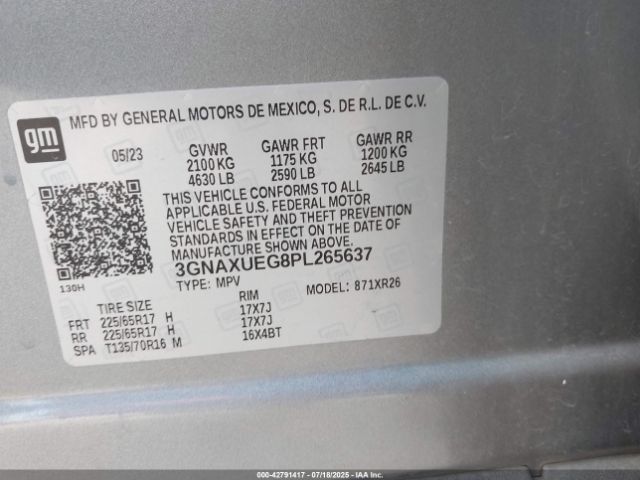 gm
MFD BY GENERAL MOTORS DE MEXICO, S. DE R.L. DE C.V.
05/23 GVWR GAWR FRT GAWR RR
2100 KG 1175 KG 1200 KG
4630 LB 2590 LB 2645 LB
THIS VEHICLE CONFORMS TO ALL
APPLICABLE U.S. FEDERAL MOTOR
VEHICLE SAFETY AND THEFT PREVENTION
STANDARDS IN EFFECT ON THE DATE OF
MANUFACTURE SHOWN ABOVE.
3GNAXUEG8PL265637
130H TYPE: MPV MODEL: 871XR26
TIRE SIZE RIM
FRT 225/65R17 H 17X7J
RR 225/65R17 H 17X7J
SPA T135/70R16 M 16X4BT
000-42791417 07/18/2025 IAA Inc.